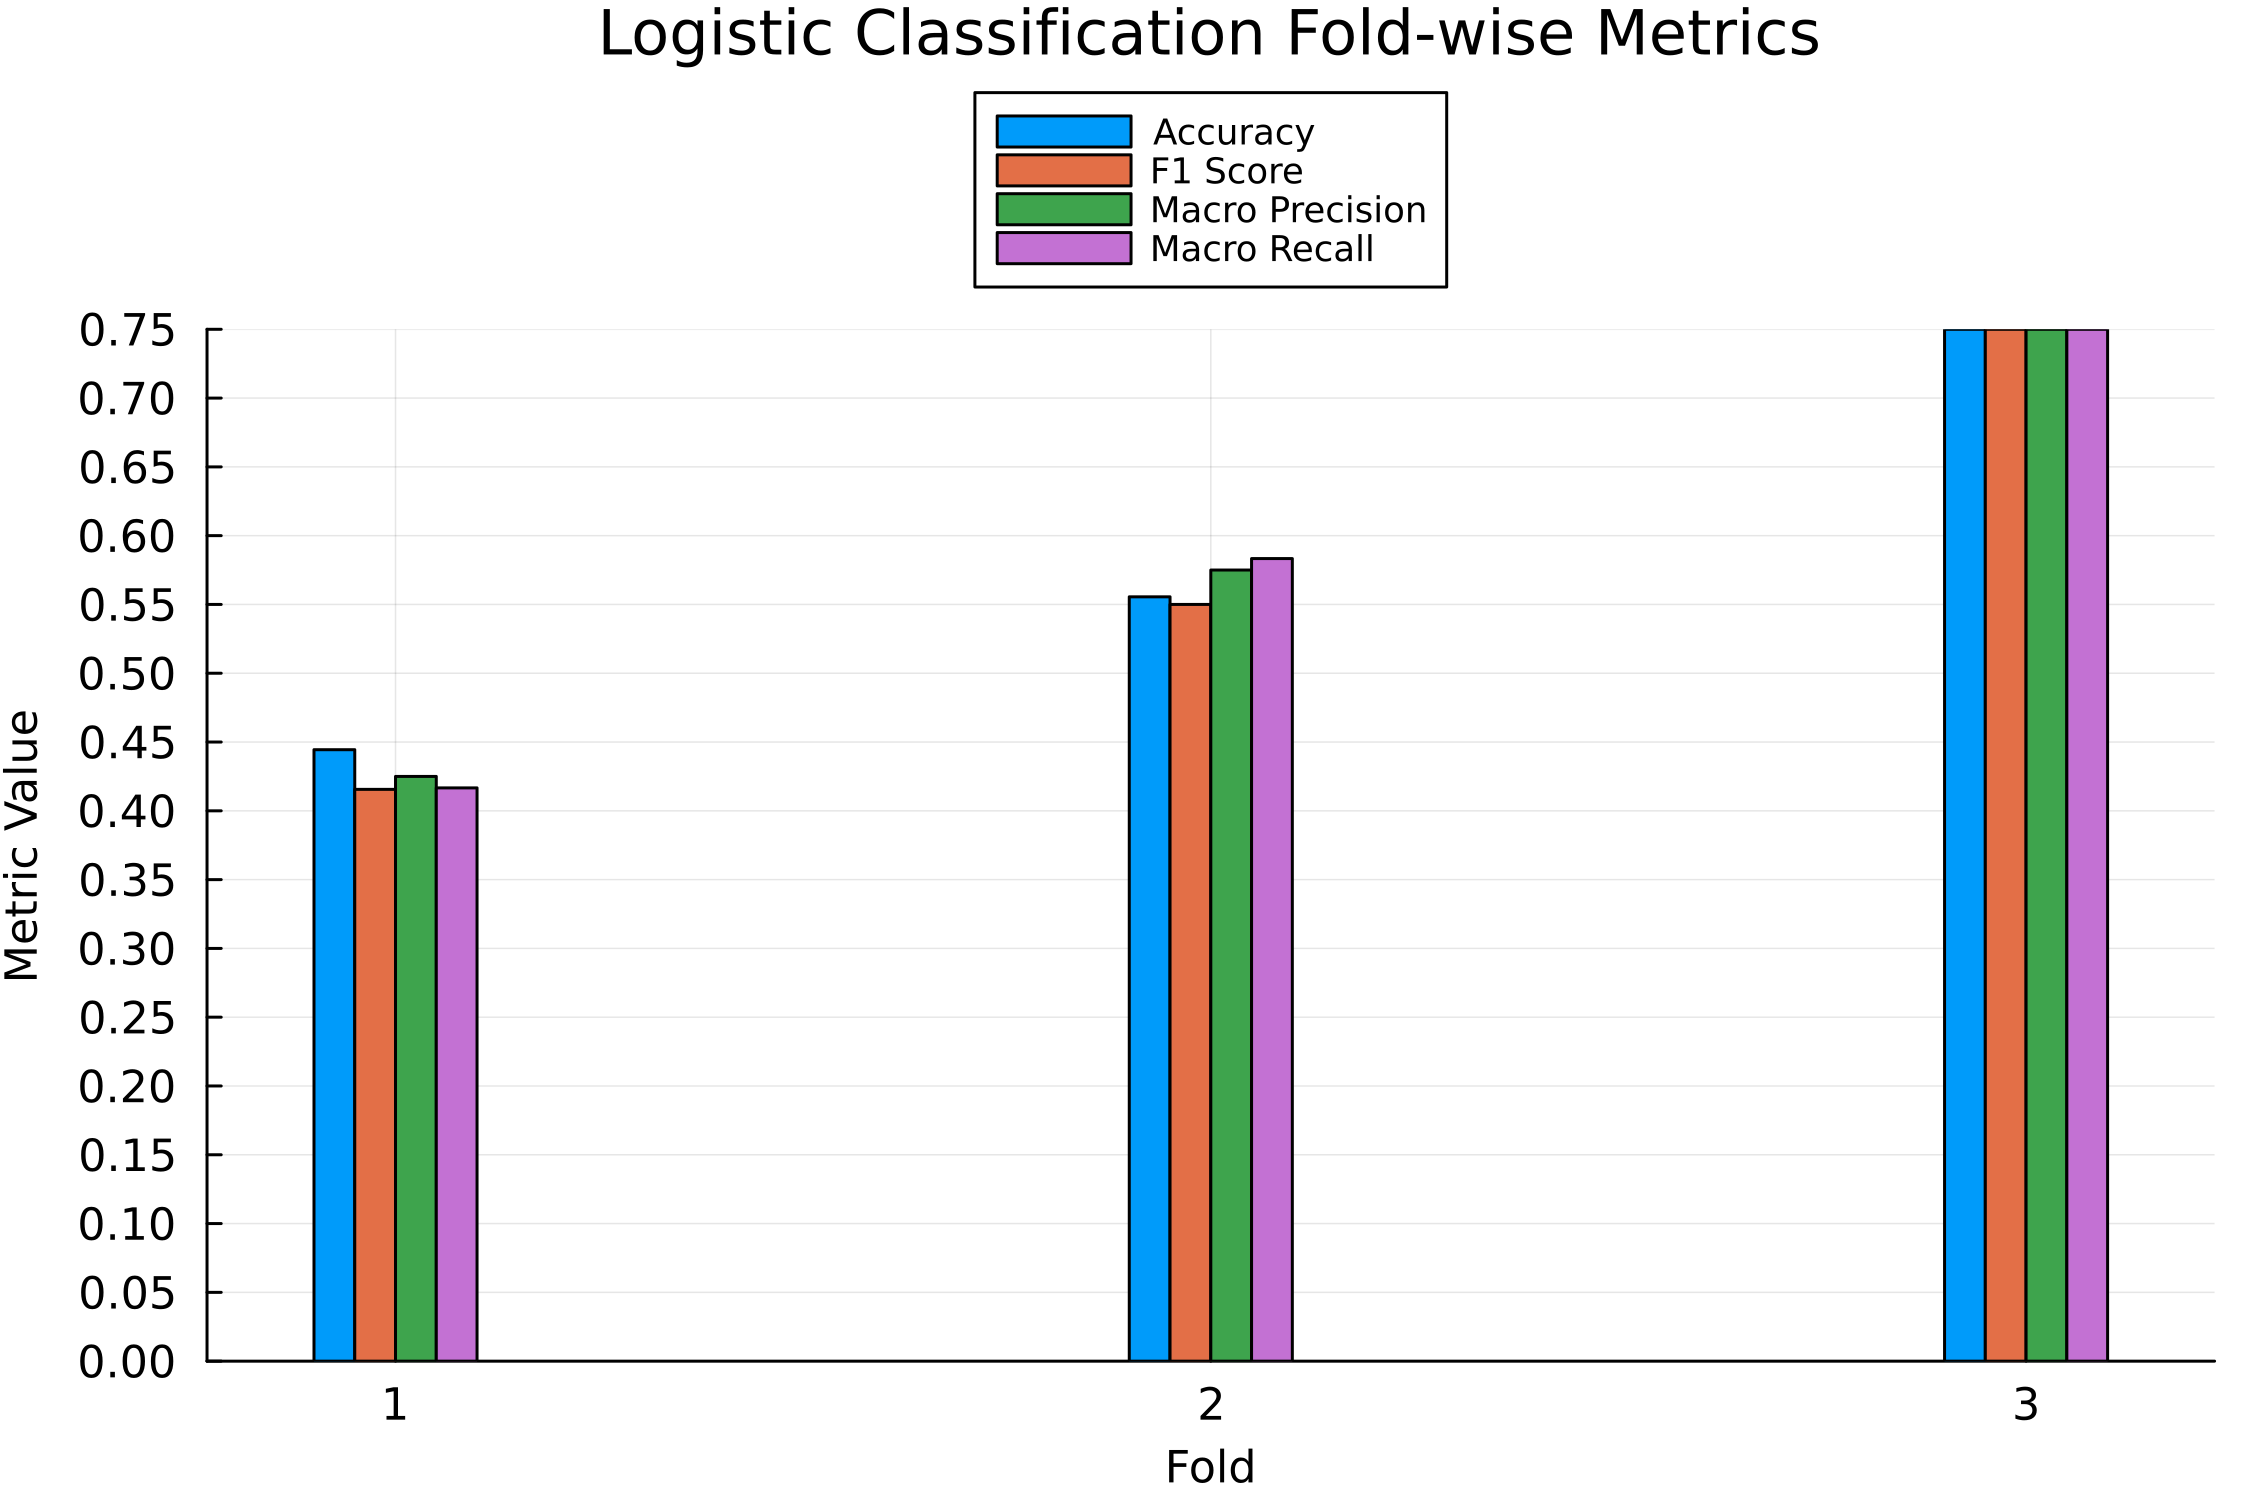 Logistic Classification Fold-wise Metrics
Accuracy
F1 Score
Macro Precision
Macro Recall
0.75
0.70
0.65
0.60
0.55
0.50
0.45
0.40
0.35
0.30
0.25
0.20
0.15
0.10
0.05
0.00
Metric Value
1 2 3
Fold